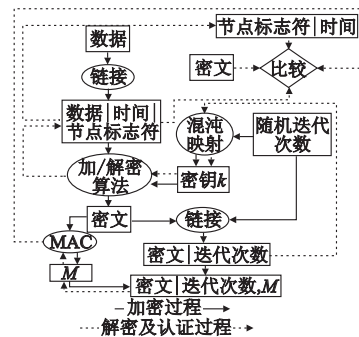 数据
节点标志符|时间
链接
密文
比较
数据|时间|
节点标志符
混沌
映射
随机迭代
次数
加/解密
算法
密钥k
密文
链接
MAC
密文|迭代次数
M
密文|迭代次数,M
加密过程
解密及认证过程